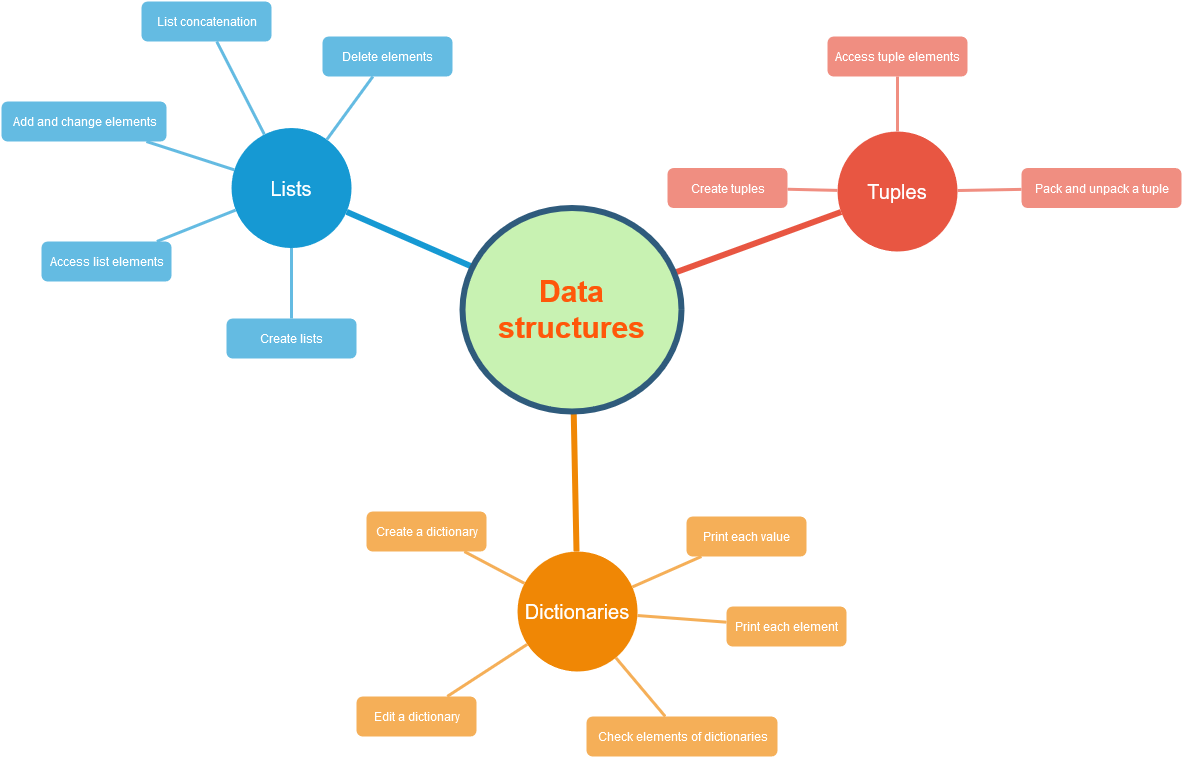 List concatenation
Delete elements
Add and change elements
Lists
Access list elements
Create lists
Access tuple elements
Create tuples
Tuples
Pack and unpack a tuple
Data
structures
Create a dictionary
Print each value
Dictionaries
Print each element
Edit a dictionary
Check elements of dictionaries